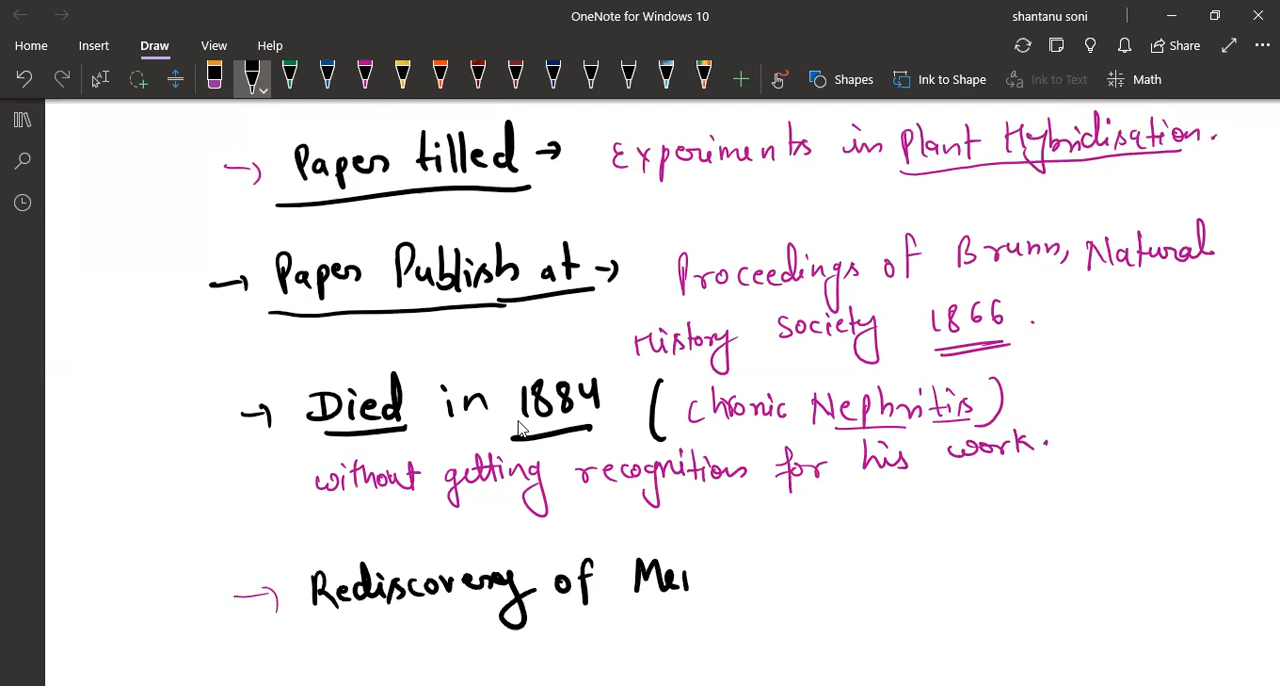 OneNote for Windows 10
shantanu soni
Home Insert Draw View Help
Share
Shapes Ink to Shape Ink to Text Math
→ Paper tilled → Experiments in Plant Hybridisation.
→ Paper Publish at → Proceedings of Brunn, Natural
History Society 1866.
→ Died in 1884 (Chronic Nephritis)
without getting recognition for his work.
→ Rediscovery of Men